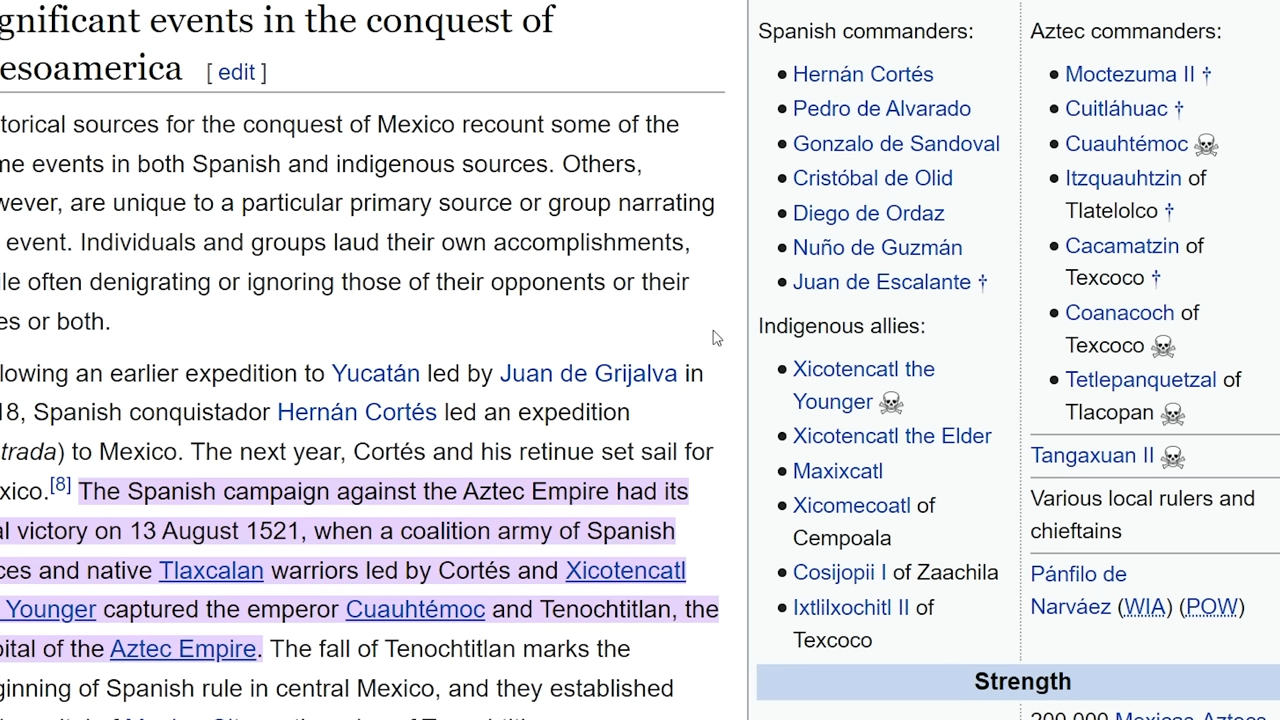 gnificant events in the conquest of
esoamerica [ edit ]
torical sources for the conquest of Mexico recount some of the
me events in both Spanish and indigenous sources. Others,
wever, are unique to a particular primary source or group narrating
event. Individuals and groups laud their own accomplishments,
ile often denigrating or ignoring those of their opponents or their
es or both.
lowing an earlier expedition to Yucatán led by Juan de Grijalva in
18, Spanish conquistador Hernán Cortés led an expedition
trada) to Mexico. The next year, Cortés and his retinue set sail for
xico.[8] The Spanish campaign against the Aztec Empire had its
al victory on 13 August 1521, when a coalition army of Spanish
ces and native Tlaxcalan warriors led by Cortés and Xicotencatl
Younger captured the emperor Cuauhtémoc and Tenochtitlan, the
pital of the Aztec Empire. The fall of Tenochtitlan marks the
ginning of Spanish rule in central Mexico, and they established
Spanish commanders:
• Hernán Cortés
• Pedro de Alvarado
• Gonzalo de Sandoval
• Cristóbal de Olid
• Diego de Ordaz
• Nuño de Guzmán
• Juan de Escalante †
Indigenous allies:
• Xicotencatl the
Younger ☠
• Xicotencatl the Elder
• Maxixcatl
• Xicomecoatl of
Cempoala
• Cosijopii I of Zaachila
• Ixtlilxochitl II of
Texcoco
Aztec commanders:
• Moctezuma II †
• Cuitláhuac †
• Cuauhtémoc ☠
• Itzquauhtzin of
Tlatelolco †
• Cacamatzin of
Texcoco †
• Coanacoch of
Texcoco ☠
• Tetlepanquetzal of
Tlacopan ☠
Tangaxuan II ☠
Various local rulers and
chieftains
Pánfilo de
Narváez (WIA) (POW)
Strength